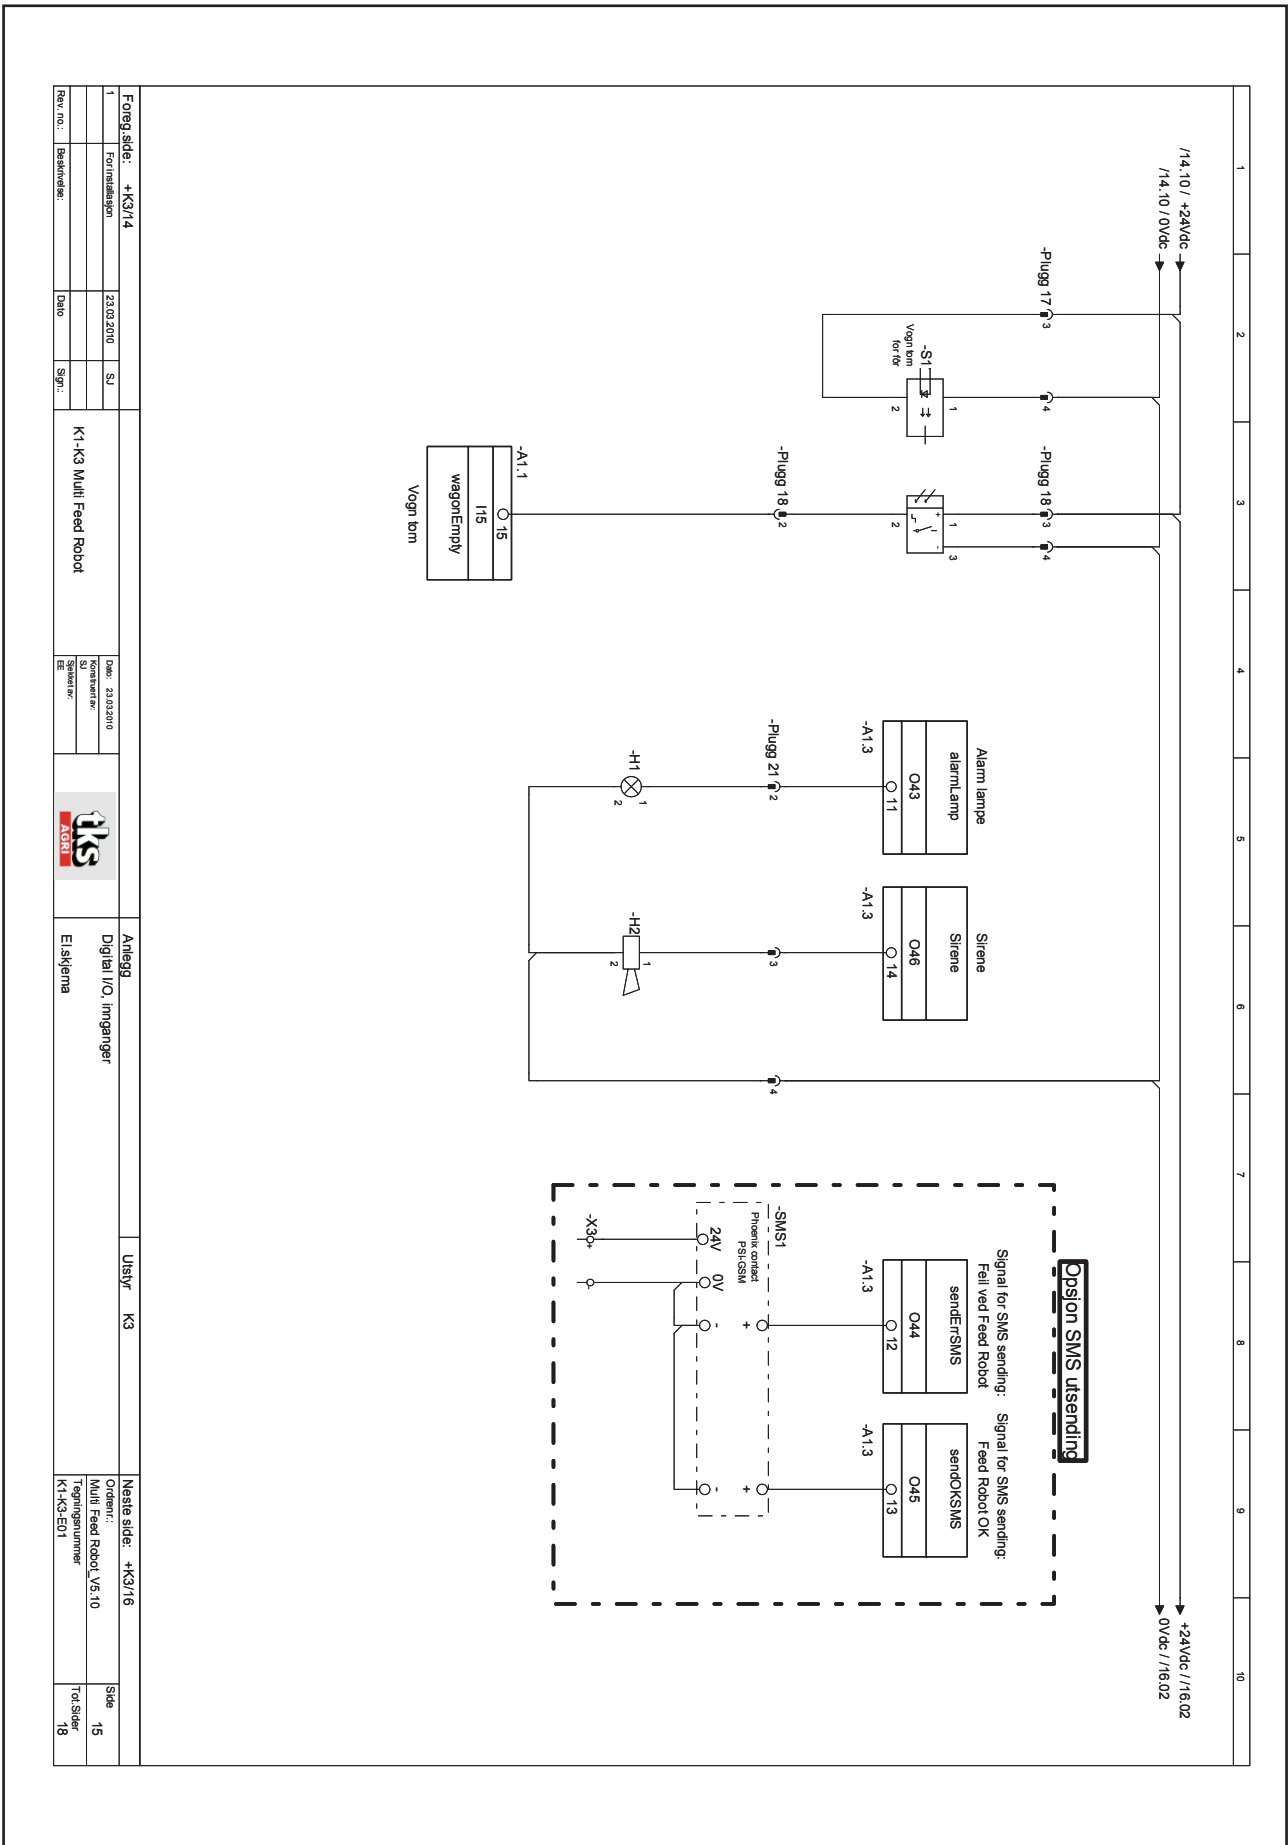 1
2
3
4
5
6
7
8
9
10
/14.10 / +24Vdc
/14.10 / 0Vdc
+24Vdc / /16.02
0Vdc / /16.02
-Plugg 17
3
4
-S1
Vogn tom
for fôr
1
2
-Plugg 18
3
4
+
-
1
3
2
-Plugg 18
2
-A1.1
15
I15
wagonEmpty
Vogn tom
Alarm lampe
alarmLamp
O43
11
-A1.3
-Plugg 21
2
-H1
1
2
Sirene
Sirene
O46
14
-A1.3
3
-H2
1
2
4
Opsjon SMS utsending
Signal for SMS sending:
Feil ved Feed Robot
sendErrSMS
O44
12
-A1.3
Signal for SMS sending:
Feed Robot OK
sendOKSMS
O45
13
-A1.3
-SMS1
Phoenix contact
PSI-GSM
24V
0V
+
-
+
-
-X3
+
-
Foreg.side: +K3/14
1
For installasjon
23.03.2010
SJ
Rev. no.:
Beskrivelse:
Dato
Sign.:
K1-K3 Multi Feed Robot
Dato: 23.03.2010
Konstruert av:
SJ
Sjekket av:
EE
tks
AGRI
Anlegg
Digital I/O, innganger
El.skjema
Utstyr K3
Neste side: +K3/16
Ordrenr.:
Multi Feed Robot_V5.10
Tegningsnummer
K1-K3-E01
Side
15
Tot.Sider
18